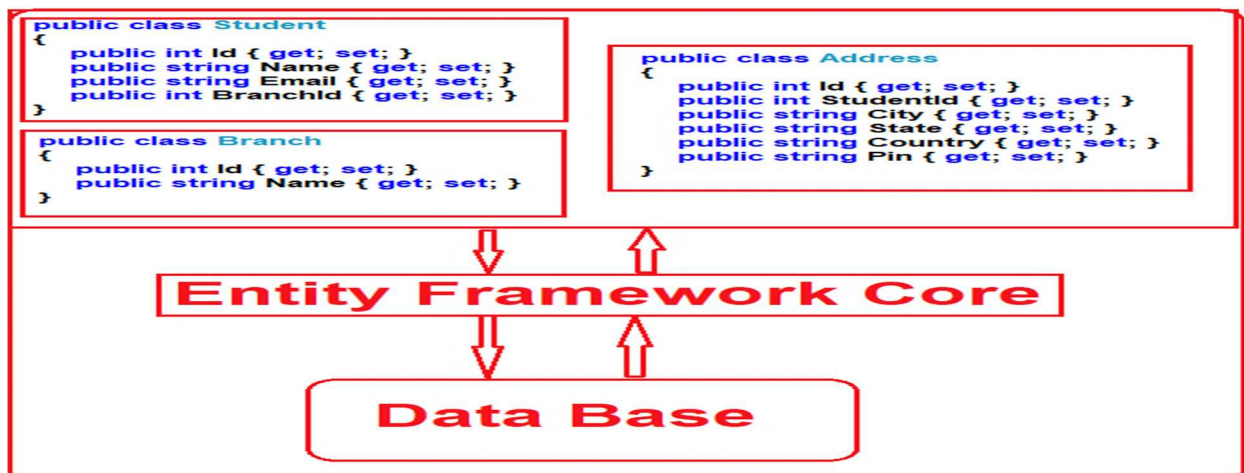 public class Student
{
public int Id { get; set; }
public string Name { get; set; }
public string Email { get; set; }
public int BranchId { get; set; }
}
public class Branch
{
public int Id { get; set; }
public string Name { get; set; }
}
public class Address
{
public int Id { get; set; }
public int StudentId { get; set; }
public string City { get; set; }
public string State { get; set; }
public string Country { get; set; }
public string Pin { get; set; }
}
Entity Framework Core
Data Base